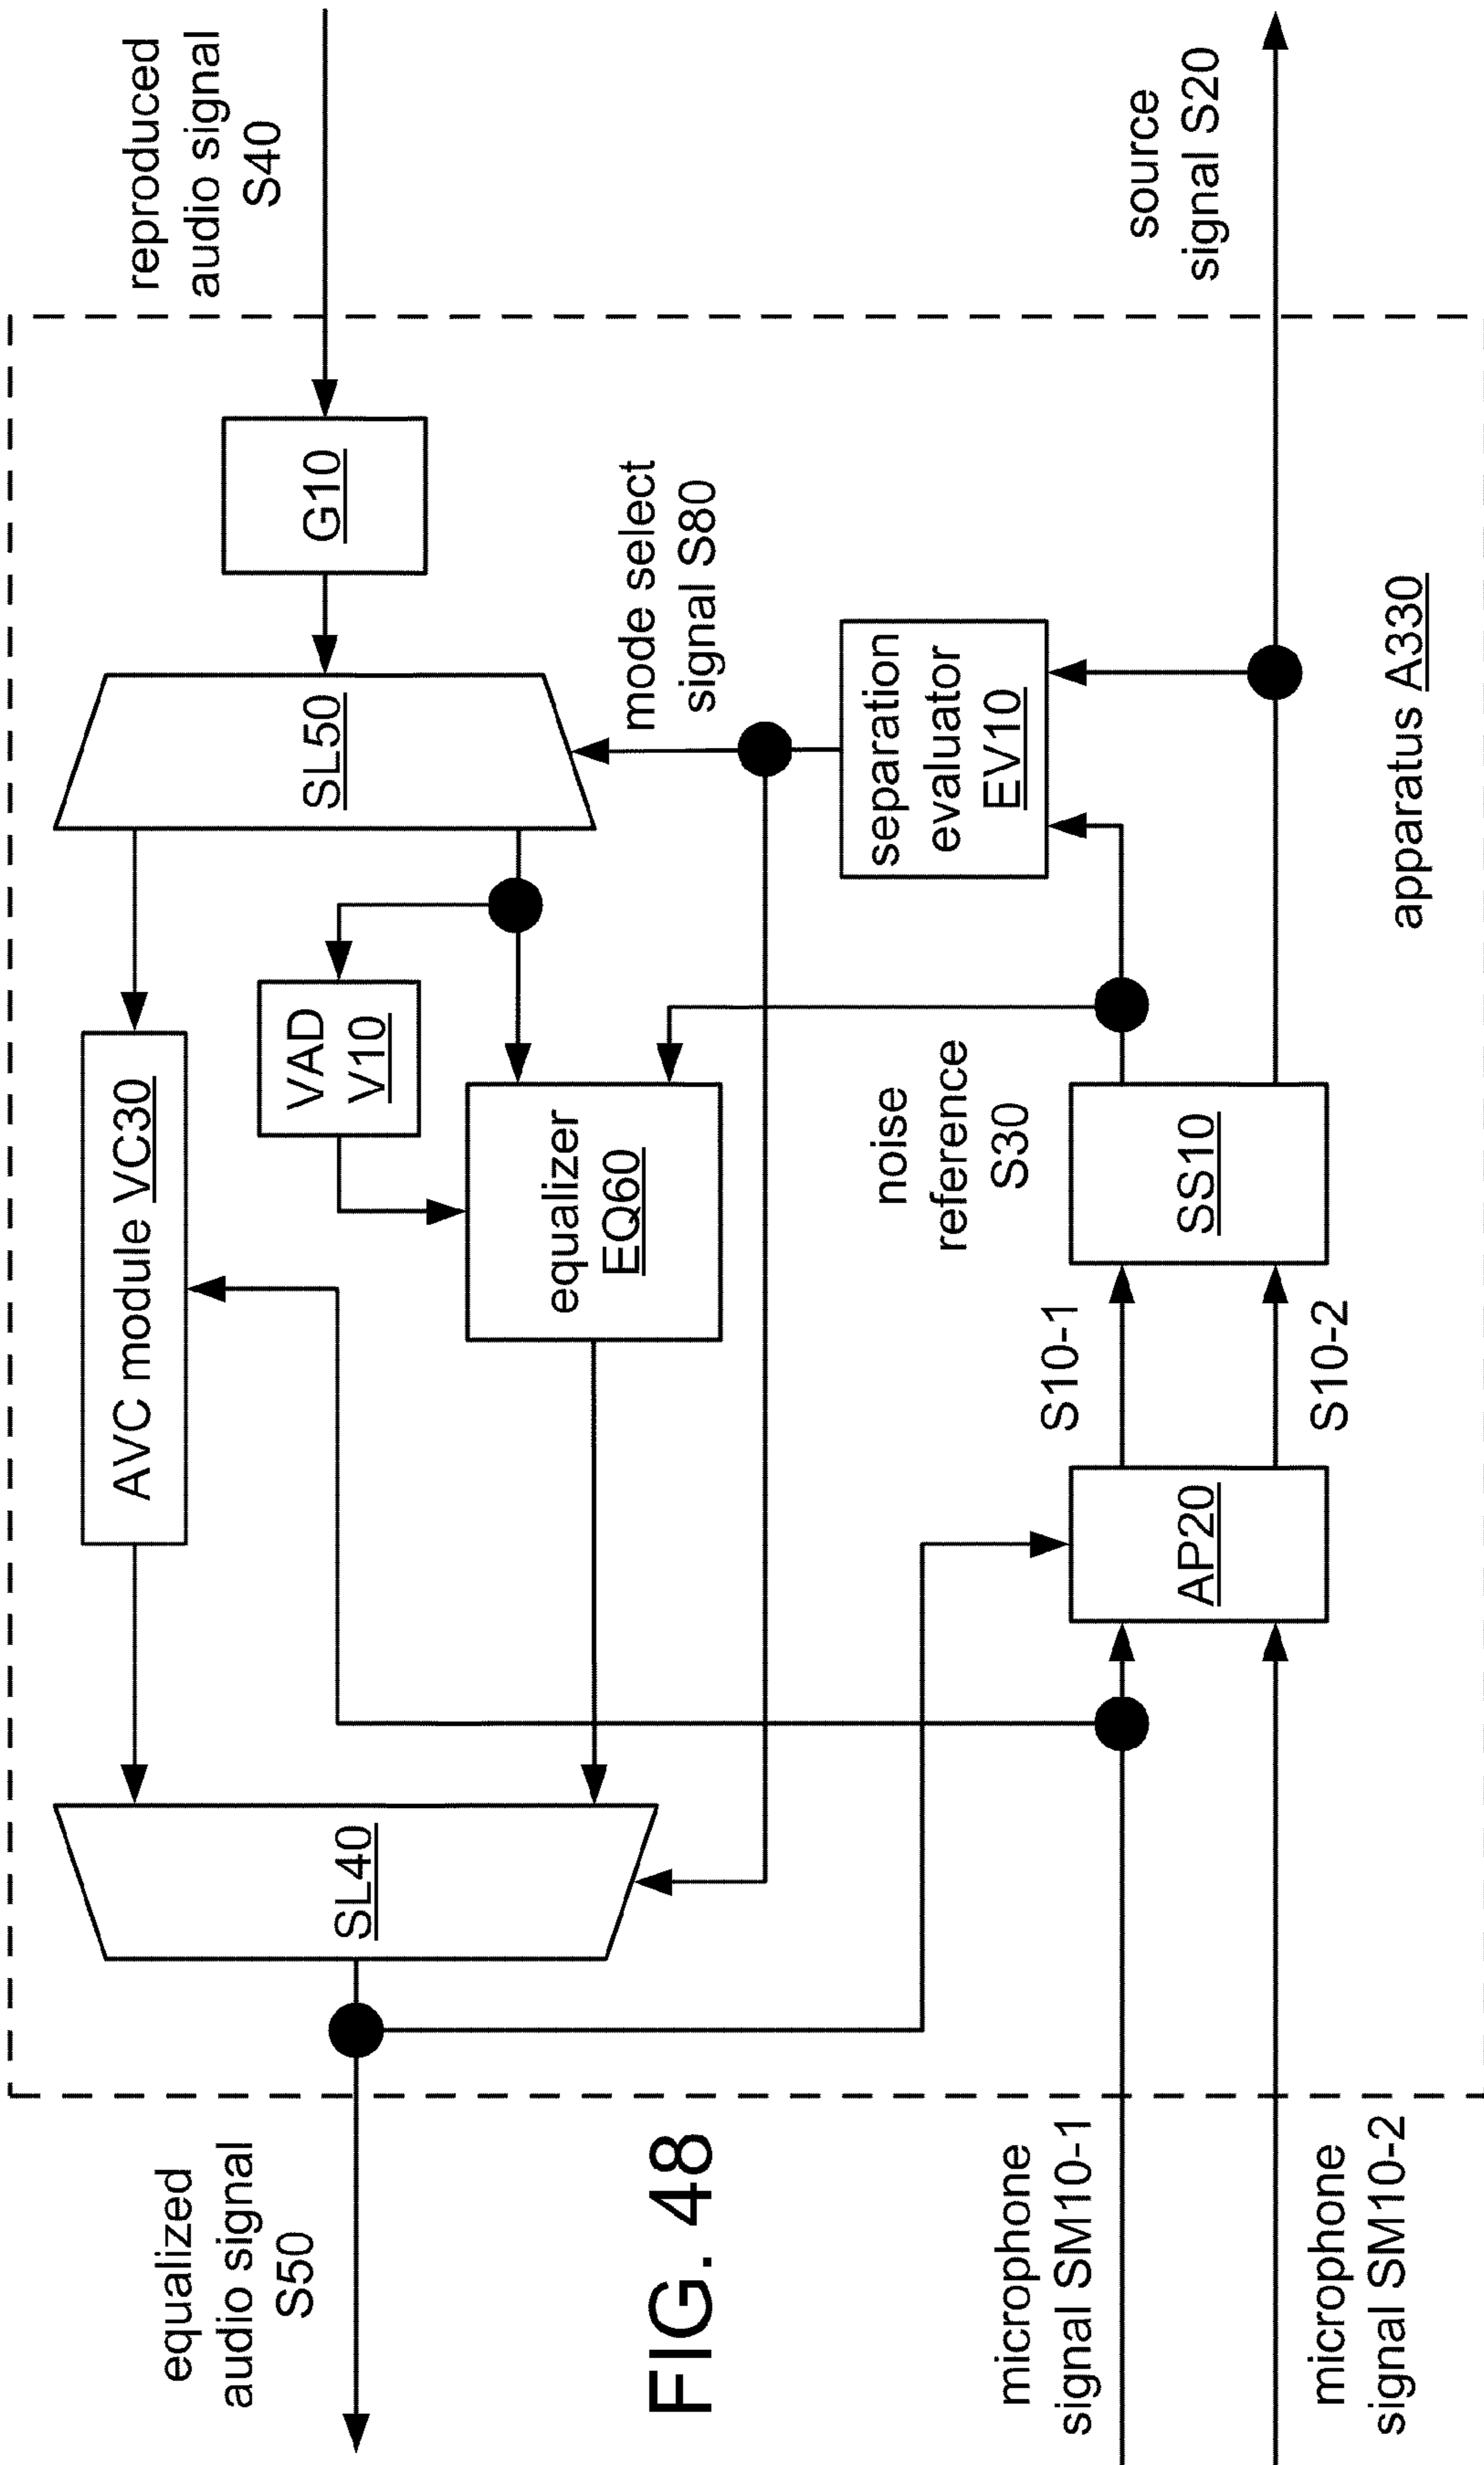 equalized
audio signal
S50
reproduced
audio signal
S40
SL40
AVC module VC30
SL50
G10
VAD
V10
equalizer
EQ60
mode select
signal S80
FIG. 48
separation
evaluator
EV10
noise
reference
S30
microphone
signal SM10-1
S10-1
AP20
SS10
source
signal S20
microphone
signal SM10-2
S10-2
apparatus A330